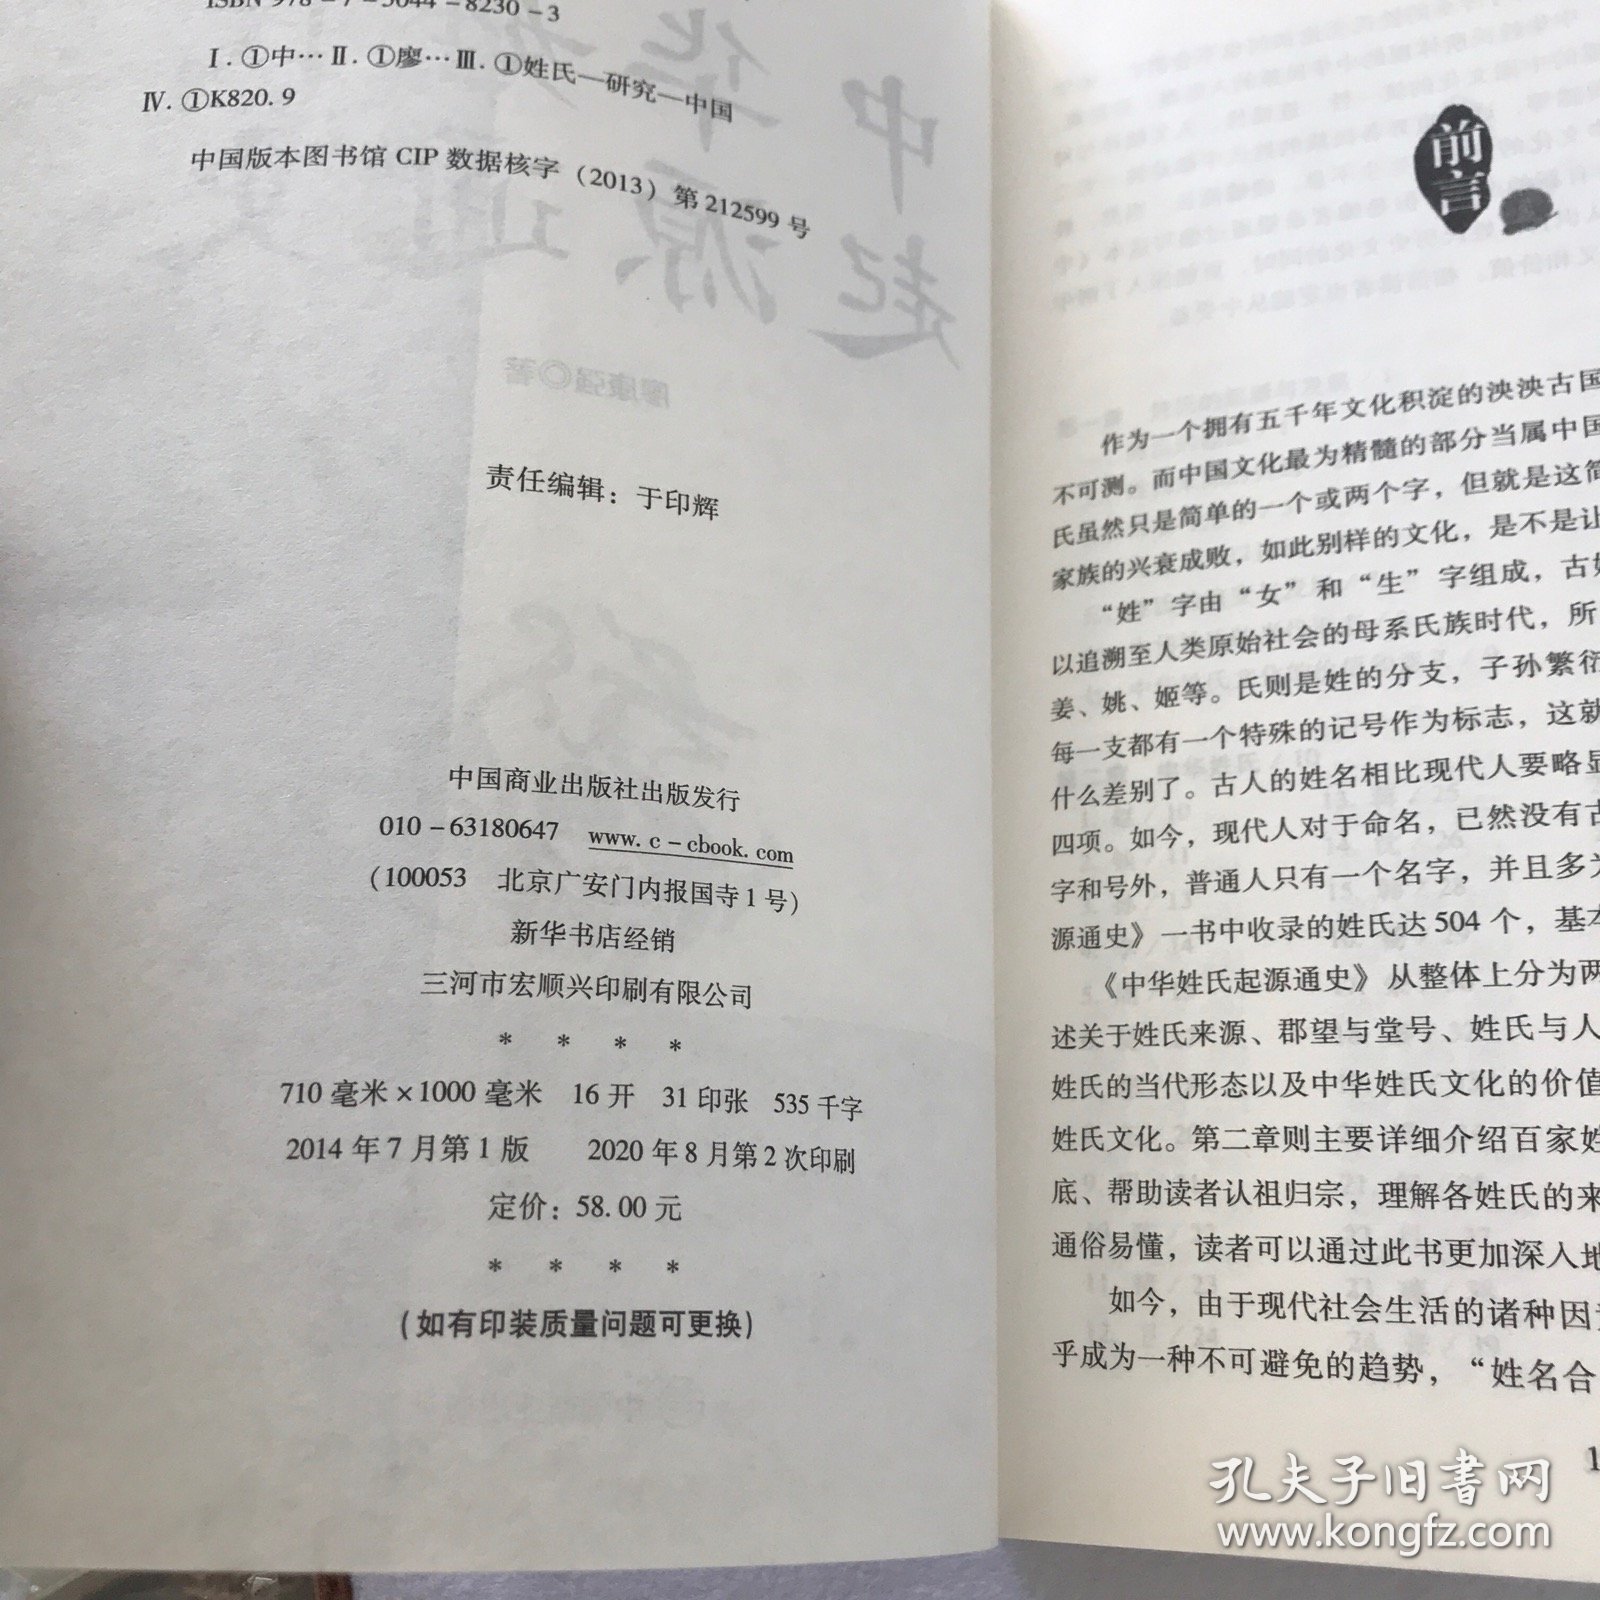 ISBN 978-7-5044-8230-3
Ⅰ.①中…Ⅱ.①廖…Ⅲ.①姓氏—研究—中国
Ⅳ.①K820.9
中国版本图书馆 CIP 数据核字（2013）第 212599 号
责任编辑：于印辉
中国商业出版社出版发行
010-63180647 www.c-cbook.com
(100053 北京广安门内报国寺1号)
新华书店经销
三河市宏顺兴印刷有限公司
* * * *
710 毫米×1000 毫米 16 开 31 印张 535 千字
2014 年 7 月第 1 版 2020 年 8 月第 2 次印刷
定价：58.00 元
* * * *
(如有印装质量问题可更换)
前言
作为一个拥有五千年文化积淀的泱泱古国
不可测。而中国文化最为精髓的部分当属中国
氏虽然只是简单的一个或两个字，但就是这简
家族的兴衰成败，如此别样的文化，是不是让
“姓”字由“女”和“生”字组成，古姓
以追溯至人类原始社会的母系氏族时代，所
姜、姚、姬等。氏则是姓的分支，子孙繁衍
每一支都有一个特殊的记号作为标志，这就
什么差别了。古人的姓名相比现代人要略显
四项。如今，现代人对于命名，已然没有古
字和号外，普通人只有一个名字，并且多为
源通史》一书中收录的姓氏达 504 个，基本
《中华姓氏起源通史》从整体上分为两
述关于姓氏来源、郡望与堂号、姓氏与人
姓氏的当代形态以及中华姓氏文化的价值
姓氏文化。第二章则主要详细介绍百家姓
底、帮助读者认祖归宗，理解各姓氏的来
通俗易懂，读者可以通过此书更加深入地
如今，由于现代社会生活的诸种因
乎成为一种不可避免的趋势，“姓名合
1
孔夫子旧书网
www.kongfz.com